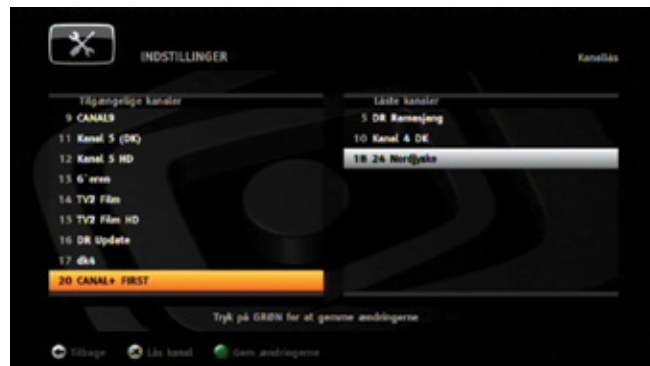 INDSTILLINGER
Kanallås
Tilgængelige kanaler
9 CANAL9
11 Kanal 5 (DK)
12 Kanal 5 HD
13 6`eren
14 TV2 Film
15 TV2 Film HD
16 DR Update
17 dk4
20 CANAL+ FIRST
Låste kanaler
5 DR Ramasjang
10 Kanal 4 DK
18 24 Nordjyske
Tryk på GRØN for at gemme ændringerne
Tilbage
Lås kanal
Gem ændringerne